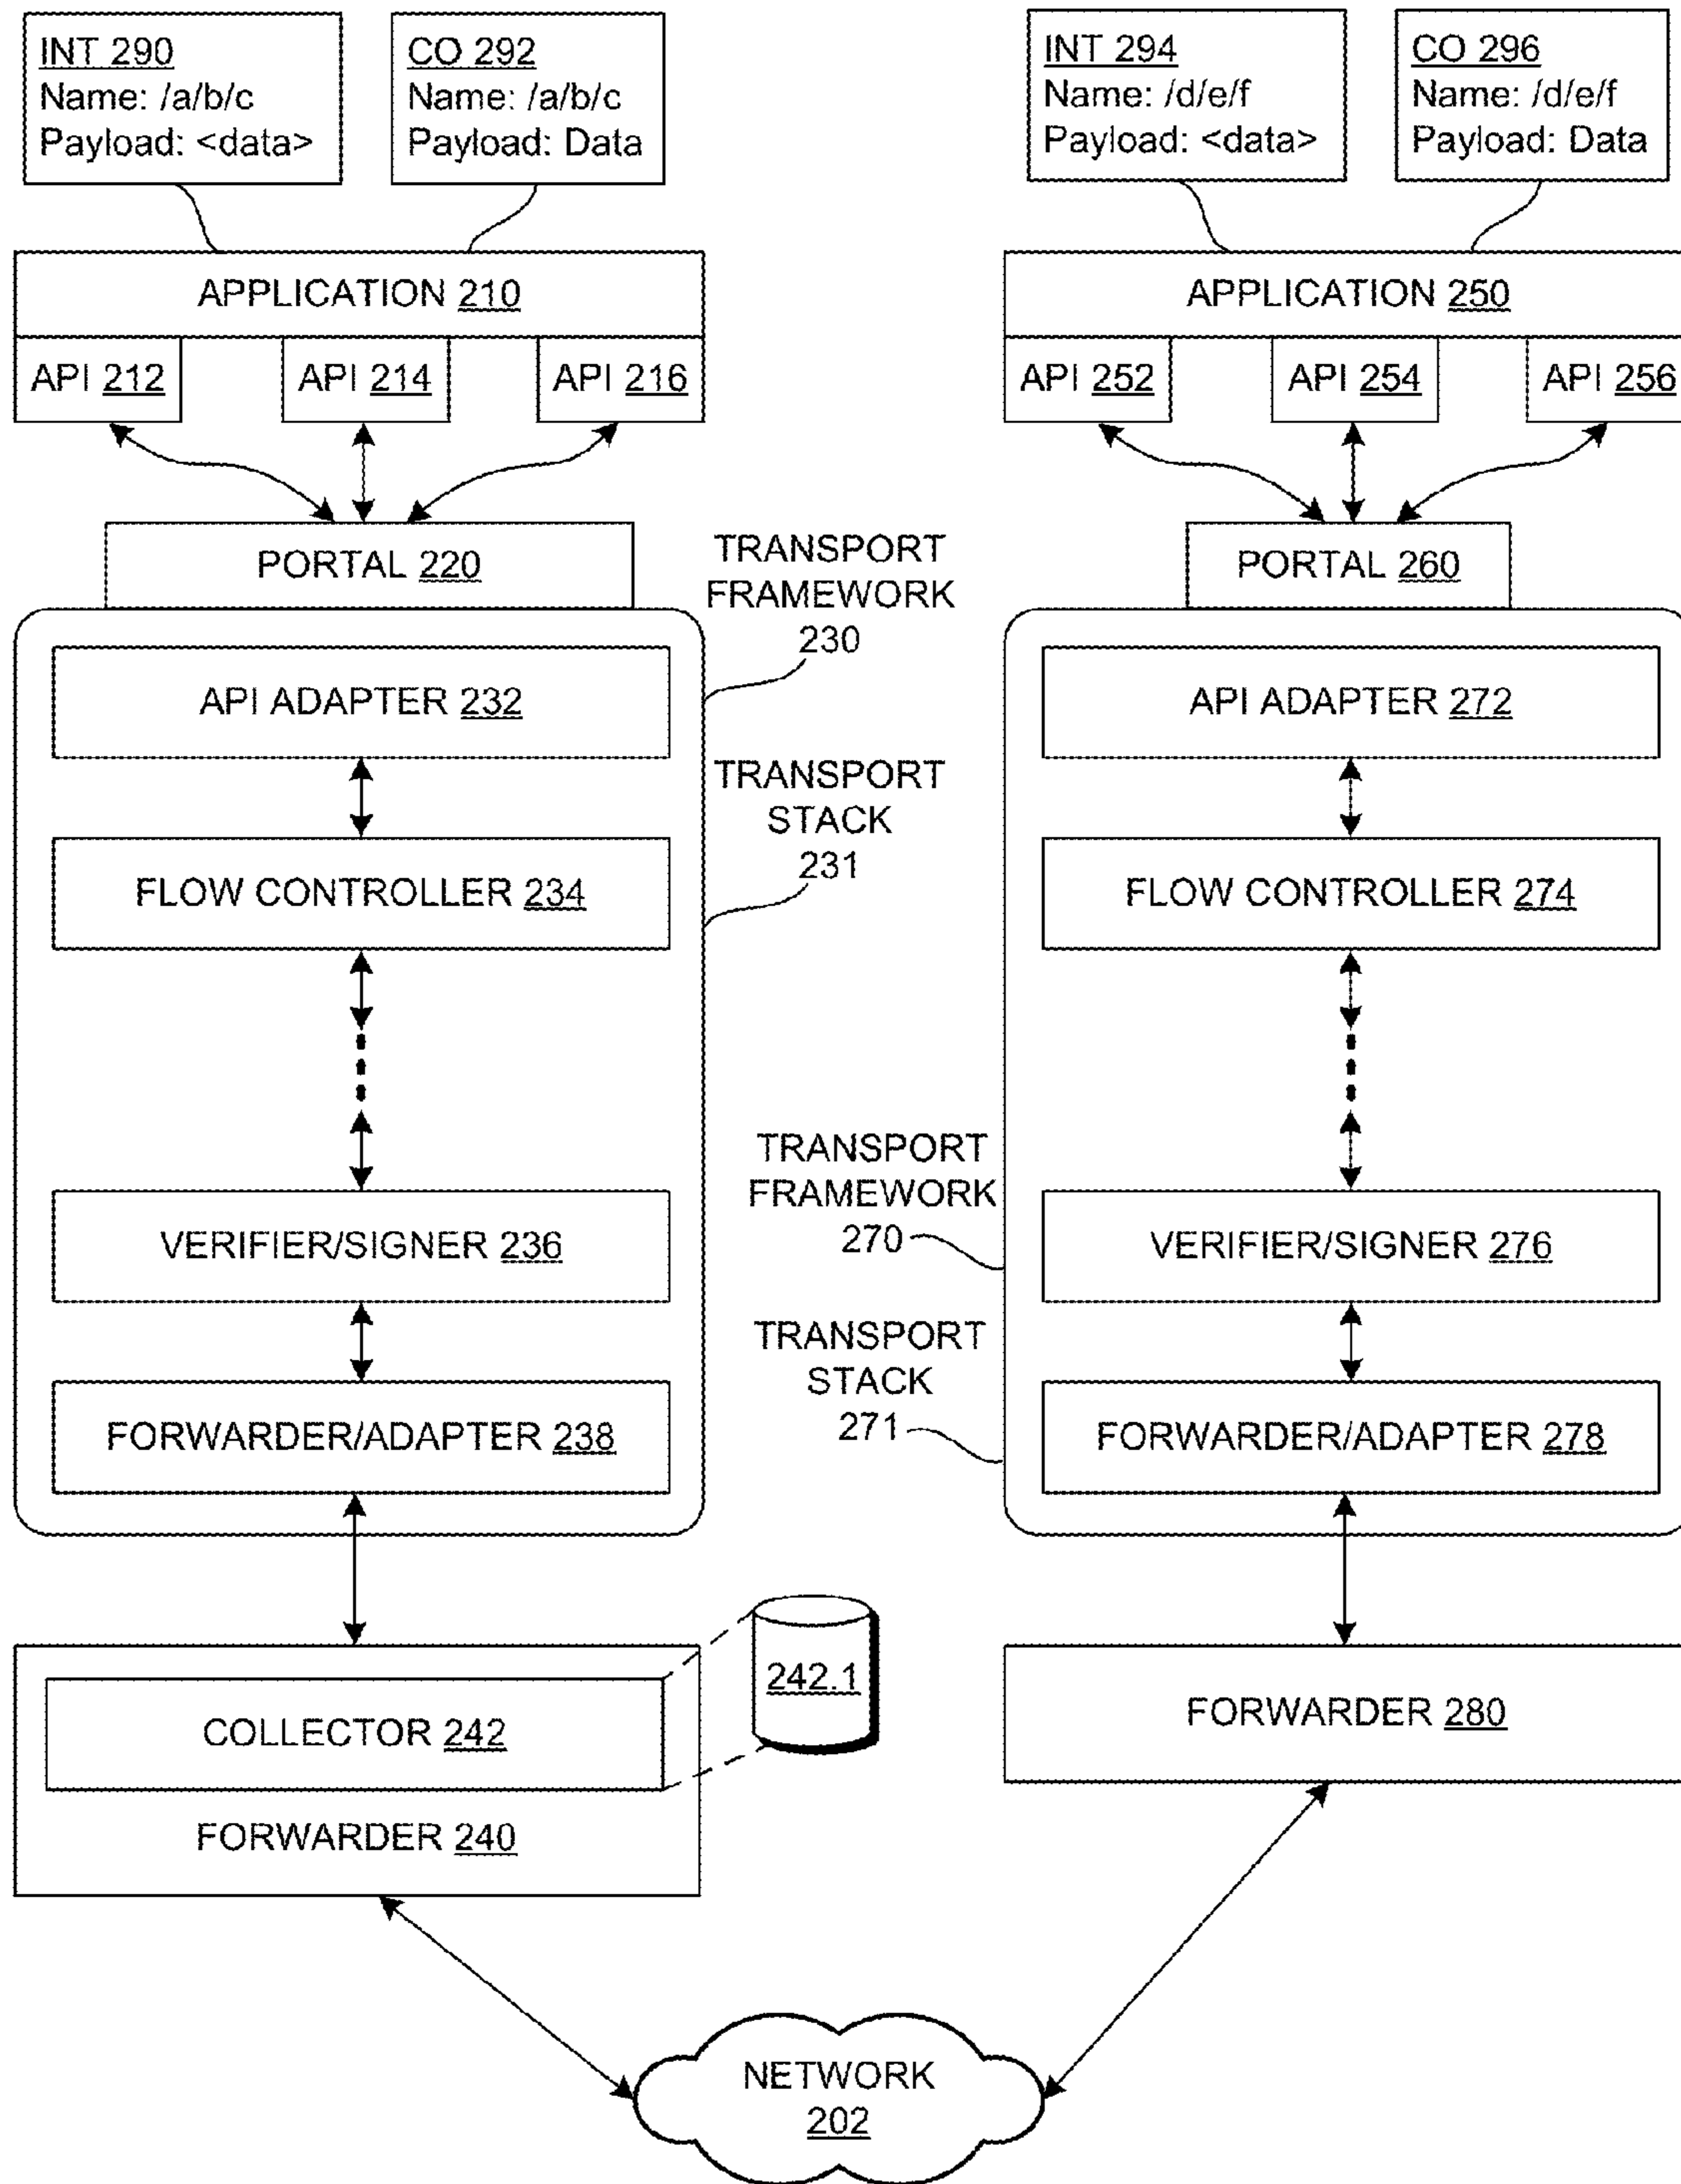 INT 290
Name: /a/b/c
Payload: <data>
CO 292
Name: /a/b/c
Payload: Data
INT 294
Name: /d/e/f
Payload: <data>
CO 296
Name: /d/e/f
Payload: Data
APPLICATION 210
APPLICATION 250
API 212
API 214
API 216
API 252
API 254
API 256
PORTAL 220
TRANSPORT
FRAMEWORK
230
PORTAL 260
API ADAPTER 232
API ADAPTER 272
TRANSPORT
STACK
231
FLOW CONTROLLER 234
FLOW CONTROLLER 274
TRANSPORT
FRAMEWORK
270
VERIFIER/SIGNER 236
VERIFIER/SIGNER 276
TRANSPORT
STACK
271
FORWARDER/ADAPTER 238
FORWARDER/ADAPTER 278
242.1
COLLECTOR 242
FORWARDER 240
FORWARDER 280
NETWORK
202